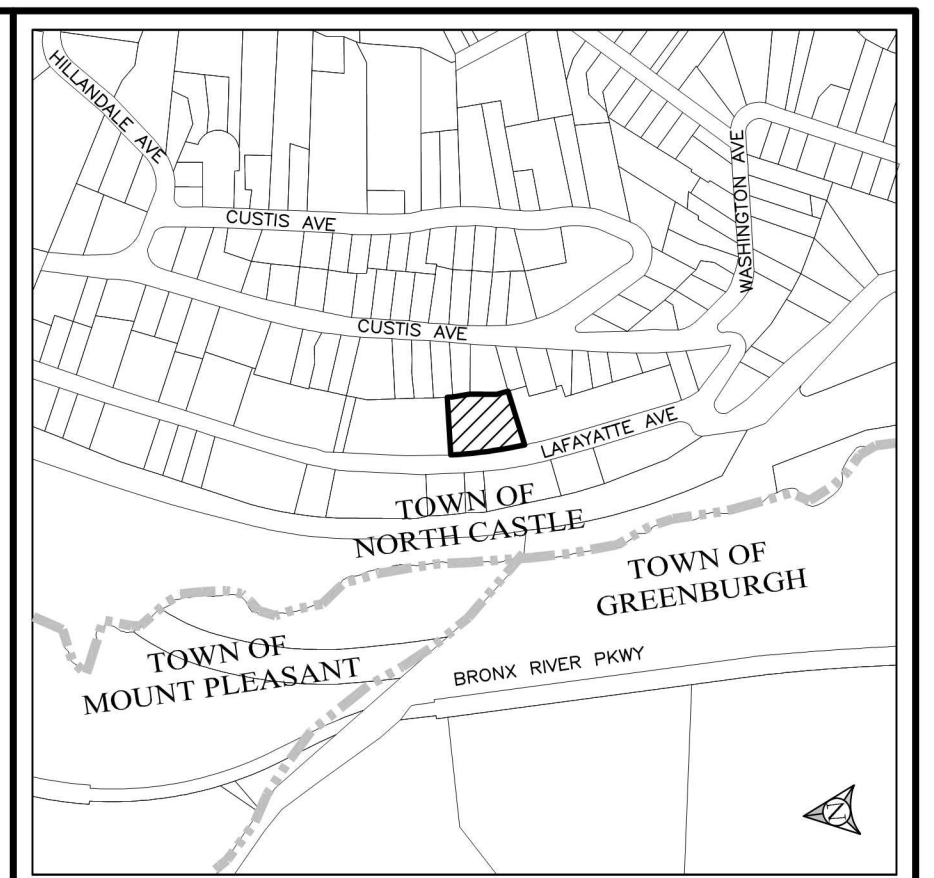 HILLANDALE AVE
CUSTIS AVE
WASHINGTON AVE
CUSTIS AVE
LAFAYATTE AVE
TOWN OF
NORTH CASTLE
TOWN OF
GREENBURGH
TOWN OF
MOUNT PLEASANT
BRONX RIVER PKWY
N